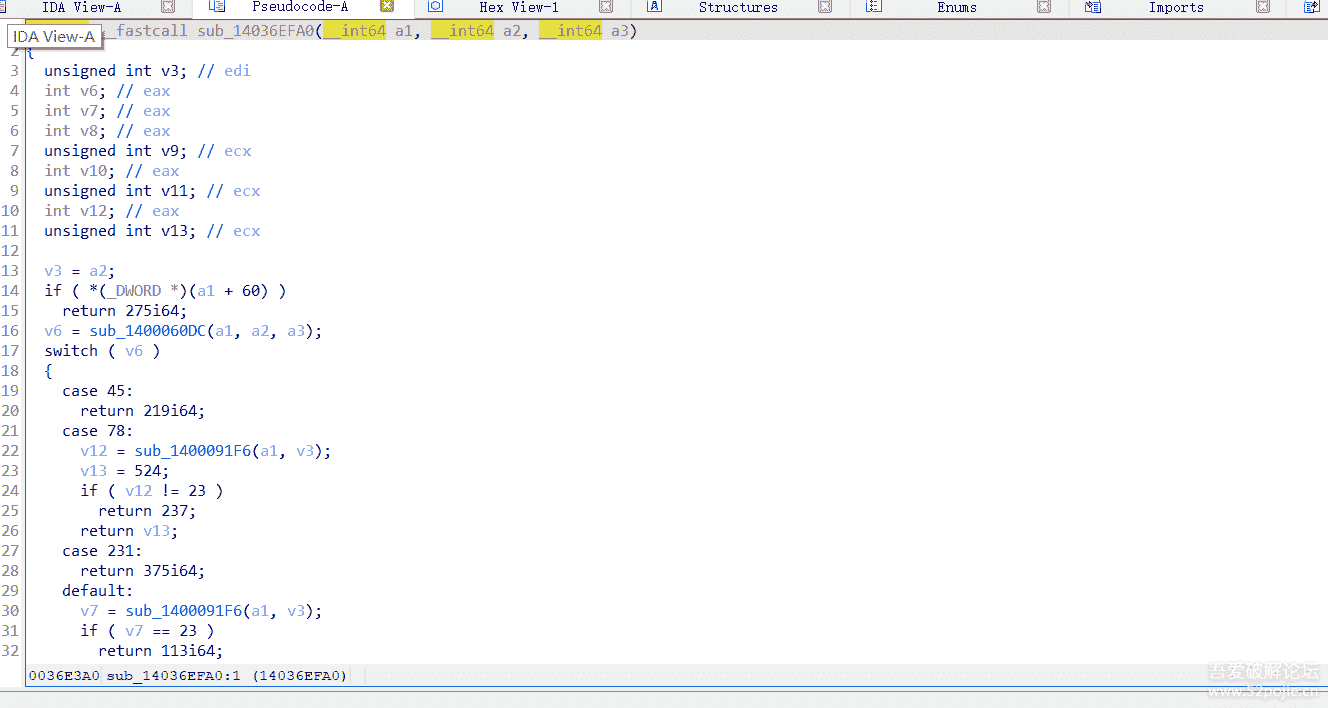 IDA View-A Pseudocode-A Hex View-1 Structures Enums Imports
IDA View-A
__fastcall sub_14036EFA0(__int64 a1, __int64 a2, __int64 a3)
2 {
3 unsigned int v3; // edi
4 int v6; // eax
5 int v7; // eax
6 int v8; // eax
7 unsigned int v9; // ecx
8 int v10; // eax
9 unsigned int v11; // ecx
10 int v12; // eax
11 unsigned int v13; // ecx
12
13 v3 = a2;
14 if ( *(_DWORD *)(a1 + 60) )
15 return 275i64;
16 v6 = sub_1400060DC(a1, a2, a3);
17 switch ( v6 )
18 {
19 case 45:
20 return 219i64;
21 case 78:
22 v12 = sub_1400091F6(a1, v3);
23 v13 = 524;
24 if ( v12 != 23 )
25 return 237;
26 return v13;
27 case 231:
28 return 375i64;
29 default:
30 v7 = sub_1400091F6(a1, v3);
31 if ( v7 == 23 )
32 return 113i64;
0036E3A0 sub_14036EFA0:1 (14036EFA0)
吾爱破解论坛
www.52pojie.cn